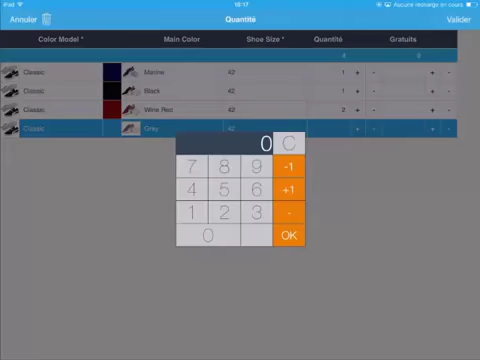 iPad 15:17 Aucune recharge en cours
Annuler Quantité Valider
Color Model * Main Color Shoe Size * Quantité Gratuits
4 0
Classic Marine 42 1 + - + -
Classic Black 42 1 + - + -
Classic Wine Red 42 2 + - + -
Classic Grey 42 + -
0 C
7 8 9 -1
4 5 6 +1
1 2 3 -
0 OK